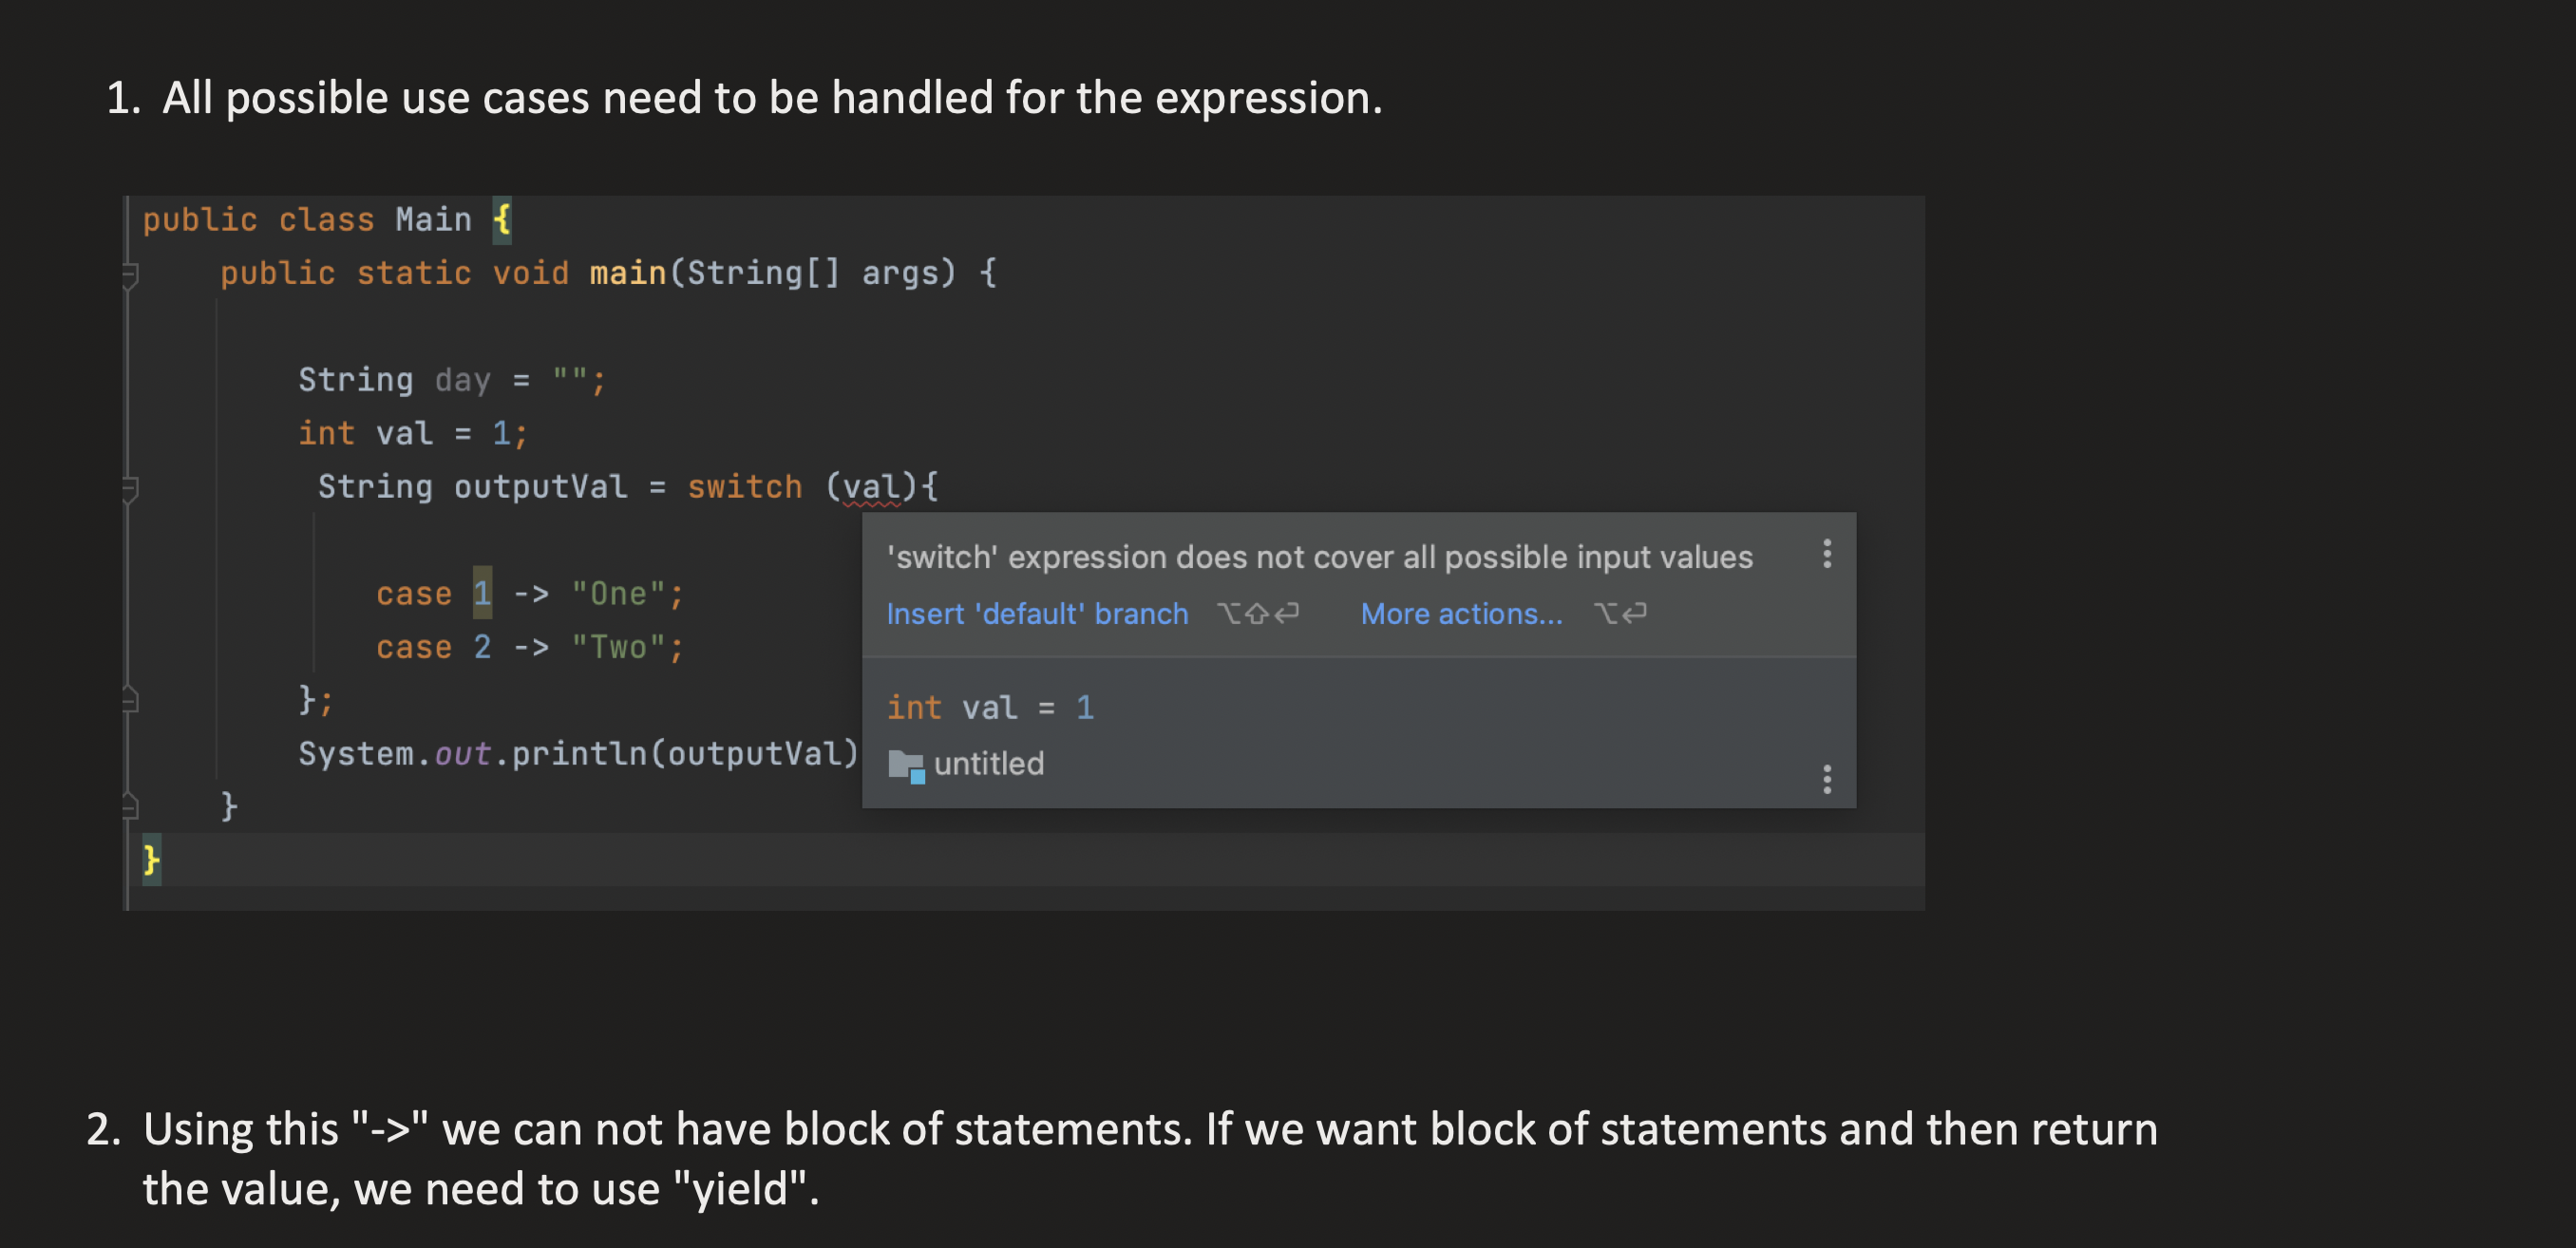 1. All possible use cases need to be handled for the expression.
public class Main {
public static void main(String[] args) {
String day = "";
int val = 1;
String outputVal = switch (val){
'switch' expression does not cover all possible input values
Insert 'default' branch ⌥⇧⏎ More actions... ⌥⏎
case 1 -> "One";
case 2 -> "Two";
};
int val = 1
System.out.println(outputVal)
untitled
}
}
2. Using this "->" we can not have block of statements. If we want block of statements and then return
the value, we need to use "yield".